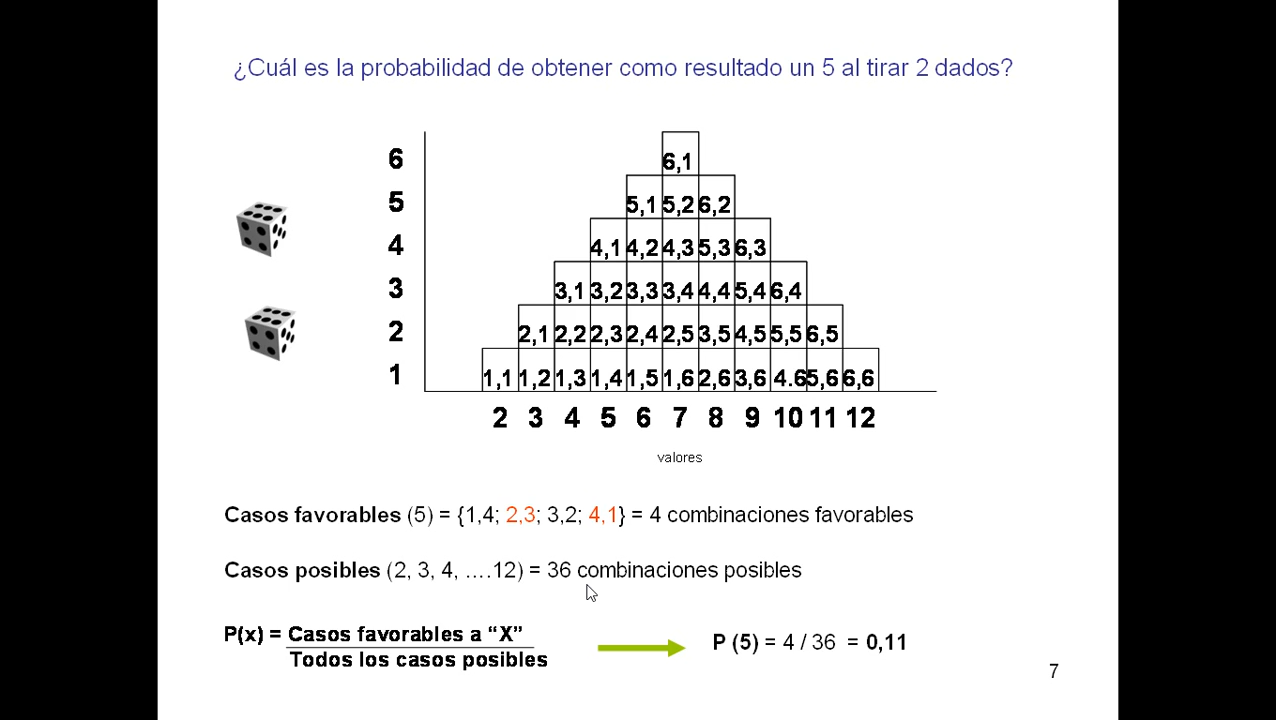 ¿Cuál es la probabilidad de obtener como resultado un 5 al tirar 2 dados?
6 6,1
5 5,1 5,2 6,2
4 4,1 4,2 4,3 5,3 6,3
3 3,1 3,2 3,3 3,4 4,4 5,4 6,4
2 2,1 2,2 2,3 2,4 2,5 3,5 4,5 5,5 6,5
1 1,1 1,2 1,3 1,4 1,5 1,6 2,6 3,6 4.6 5,6 6,6
2 3 4 5 6 7 8 9 10 11 12
valores
Casos favorables (5) = {1,4; 2,3; 3,2; 4,1} = 4 combinaciones favorables
Casos posibles (2, 3, 4, ….12) = 36 combinaciones posibles
P(x) = Casos favorables a “X”
Todos los casos posibles
P (5) = 4 / 36 = 0,11
7